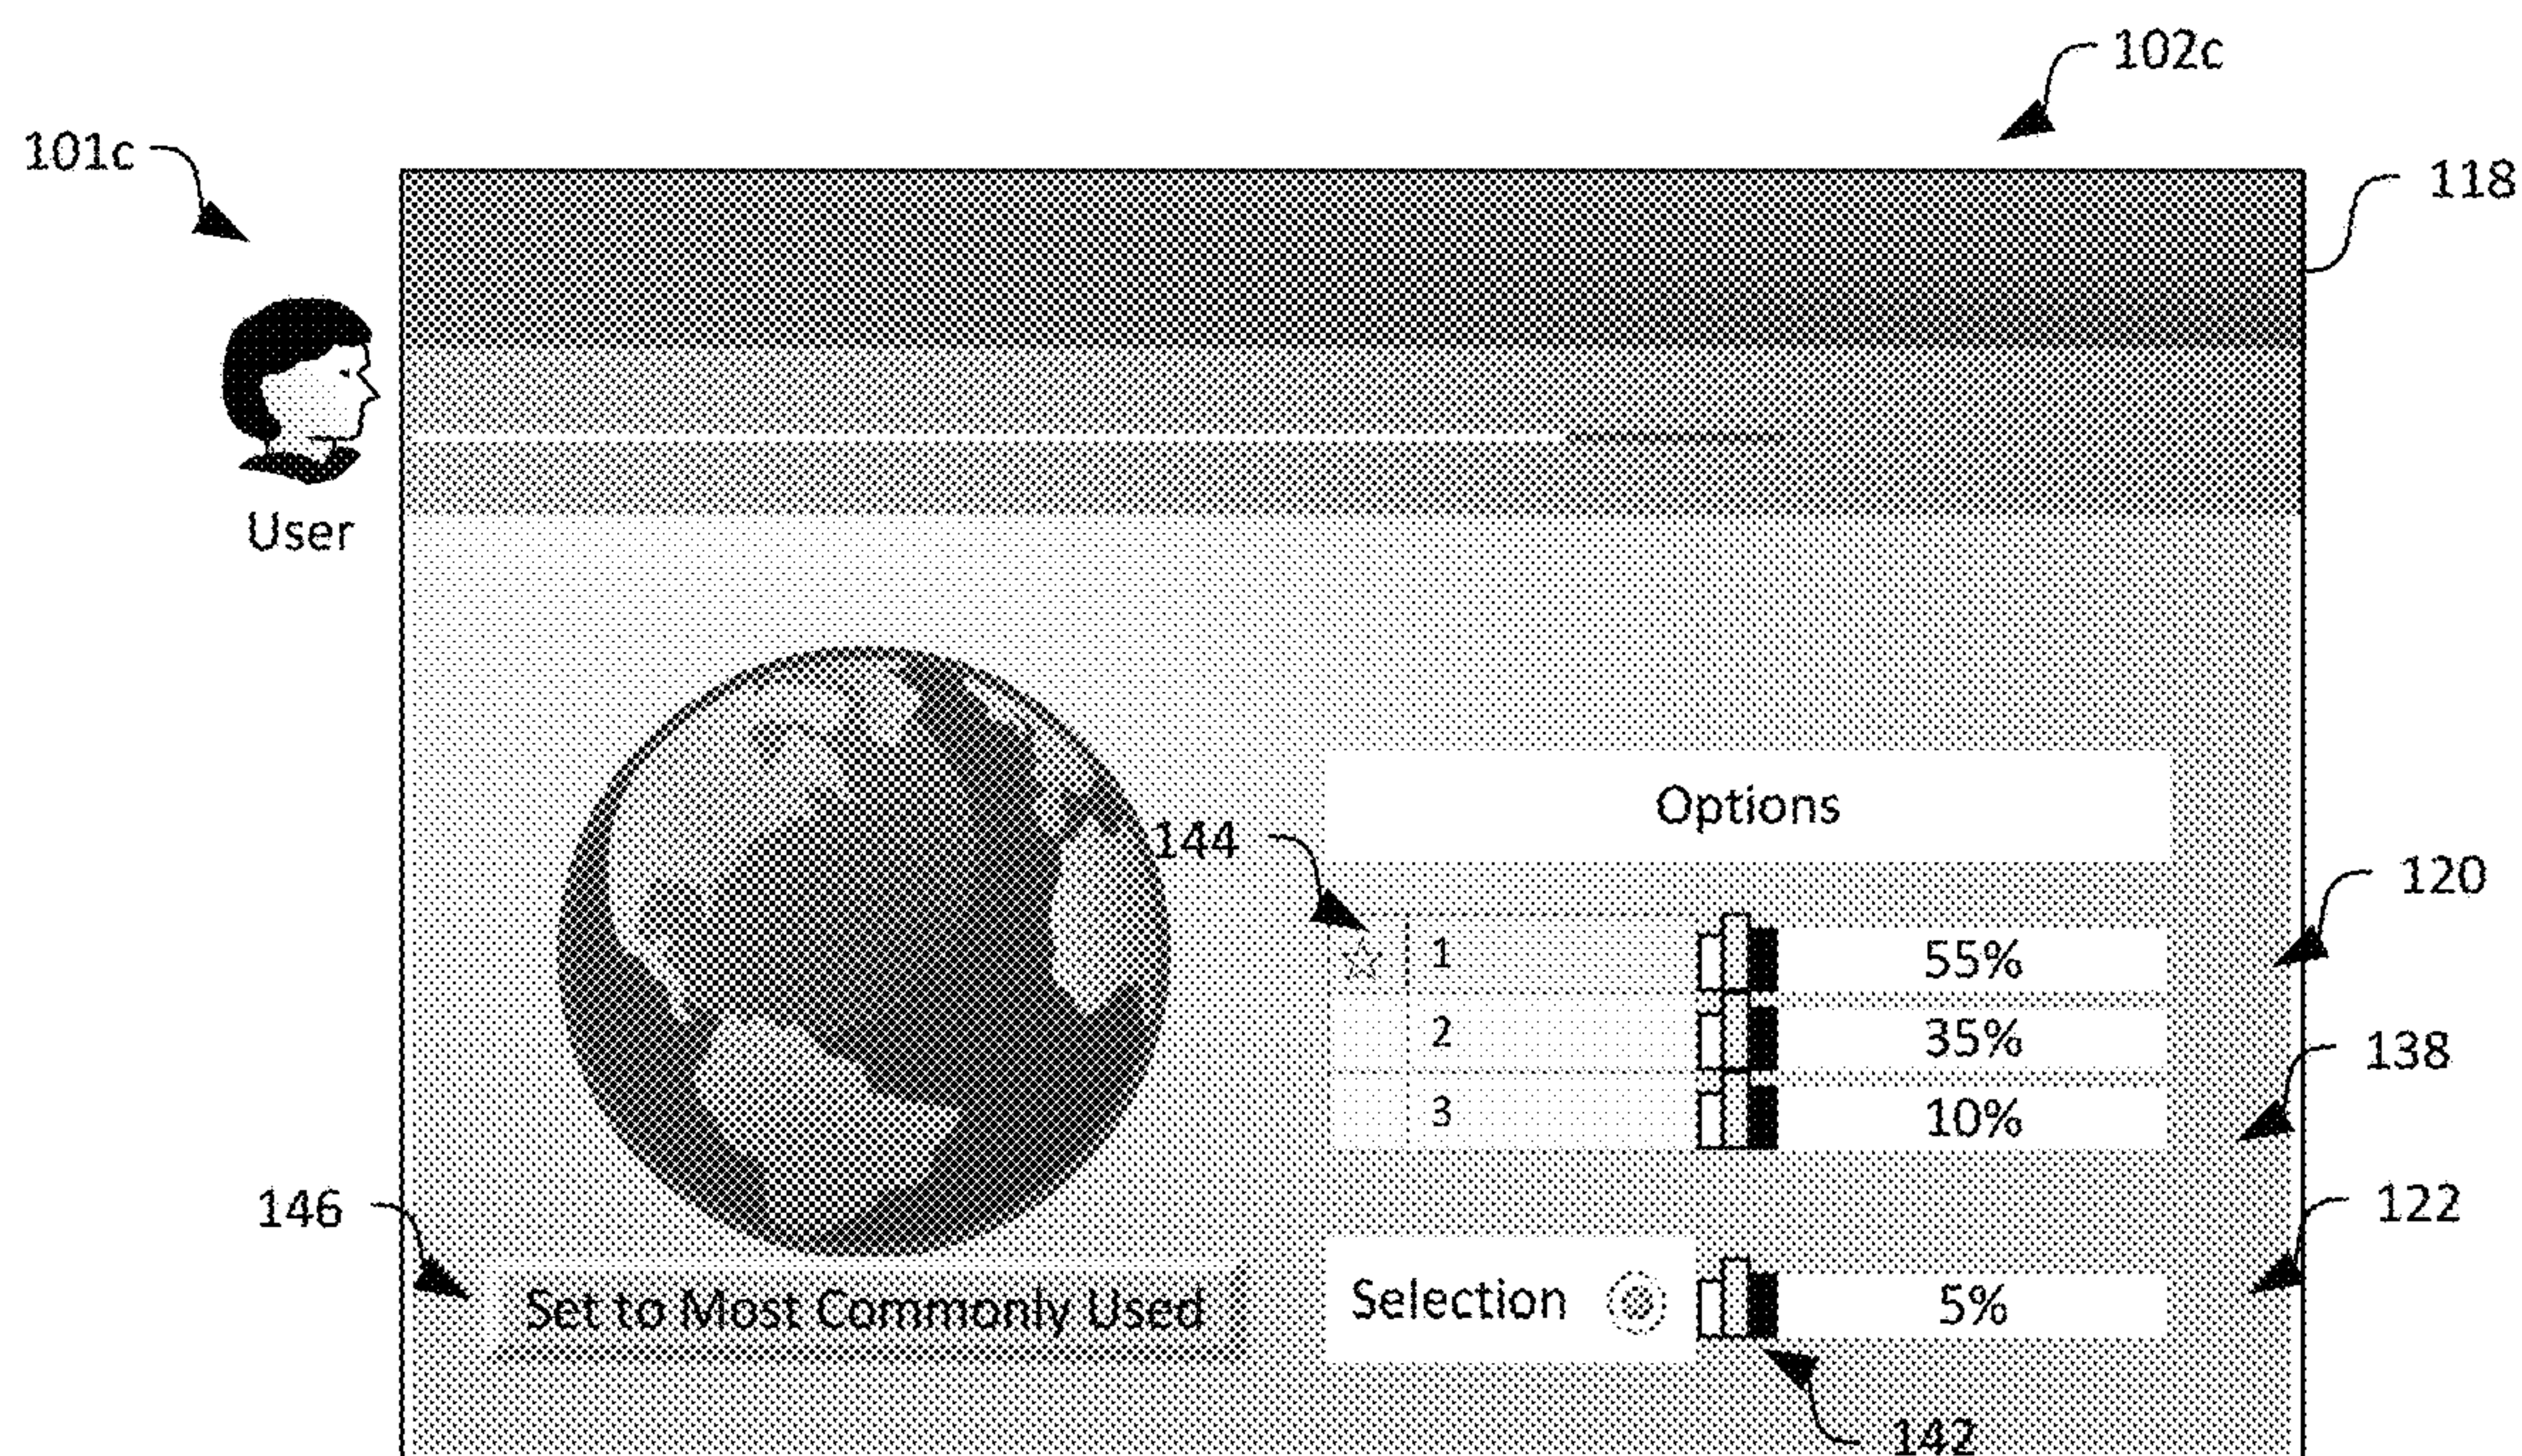 102c
101c
118
User
Options
144
120
1 55%
2 35%
138
3 10%
146
122
Set to Most Commonly Used
Selection 5%
142